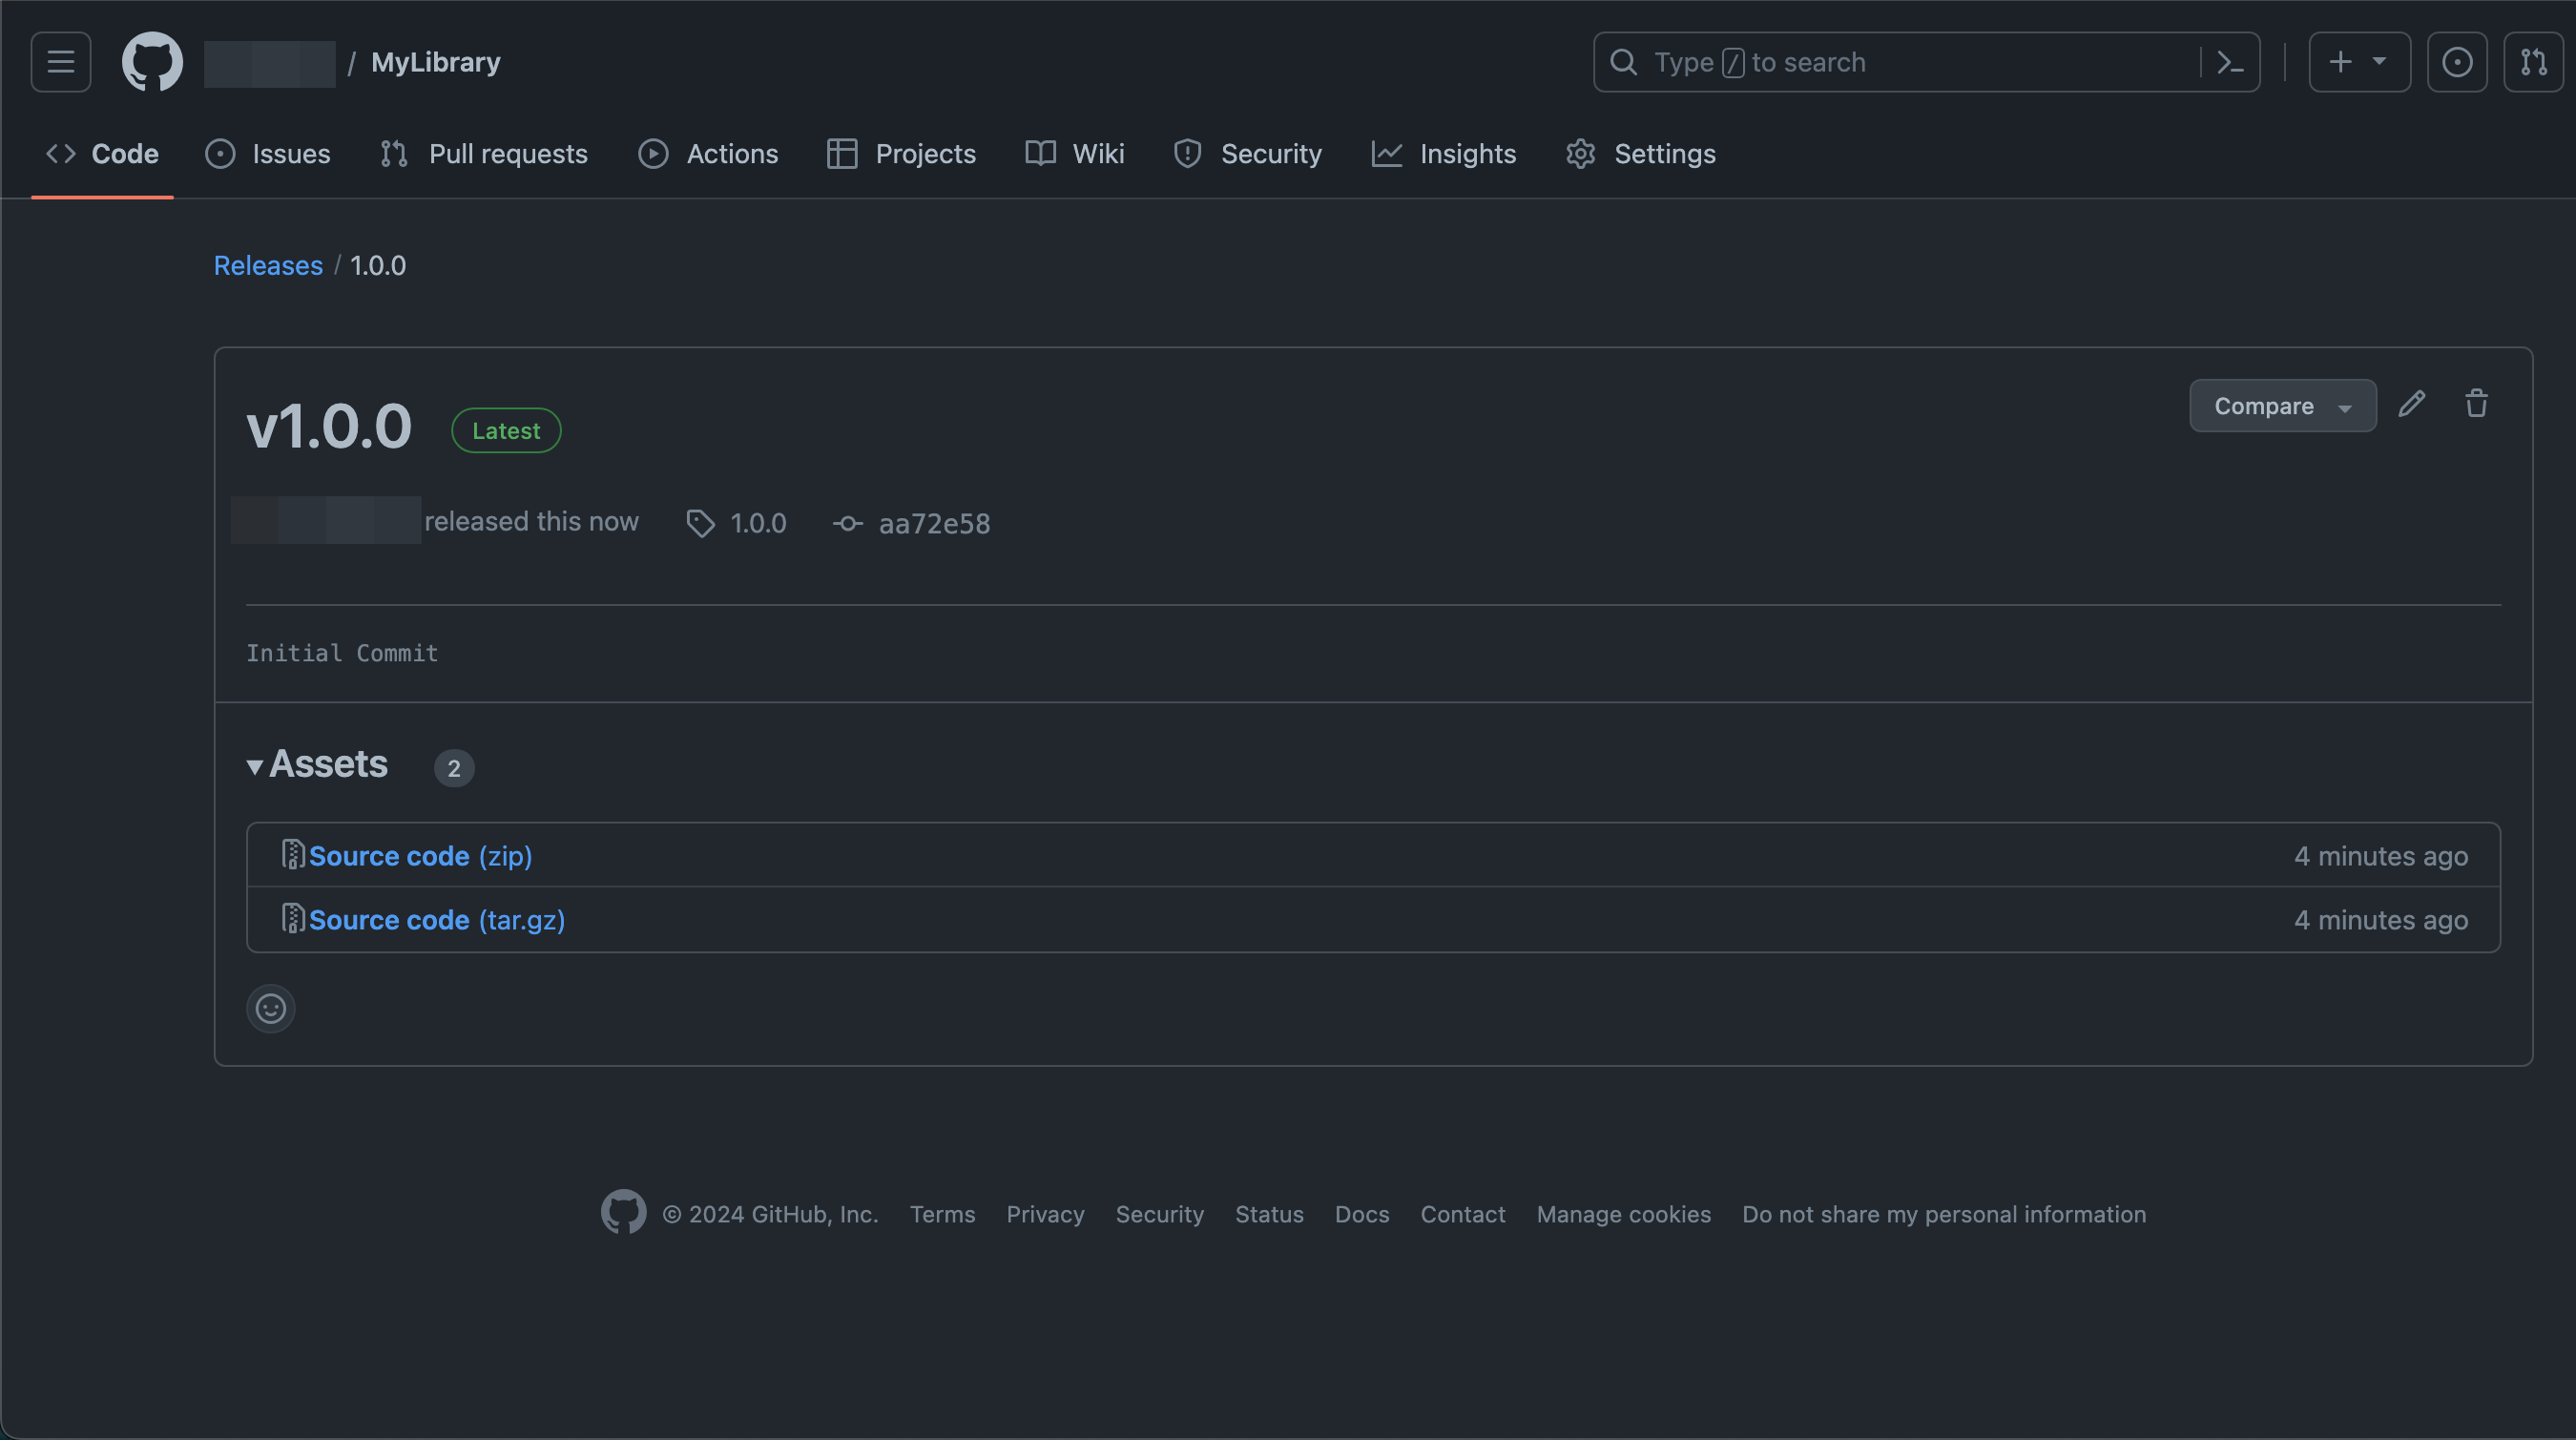 / MyLibrary
Type / to search
Code Issues Pull requests Actions Projects Wiki Security Insights Settings
Releases / 1.0.0
v1.0.0 Latest
Compare
released this now 1.0.0 aa72e58
Initial Commit
Assets 2
Source code (zip) 4 minutes ago
Source code (tar.gz) 4 minutes ago
© 2024 GitHub, Inc. Terms Privacy Security Status Docs Contact Manage cookies Do not share my personal information